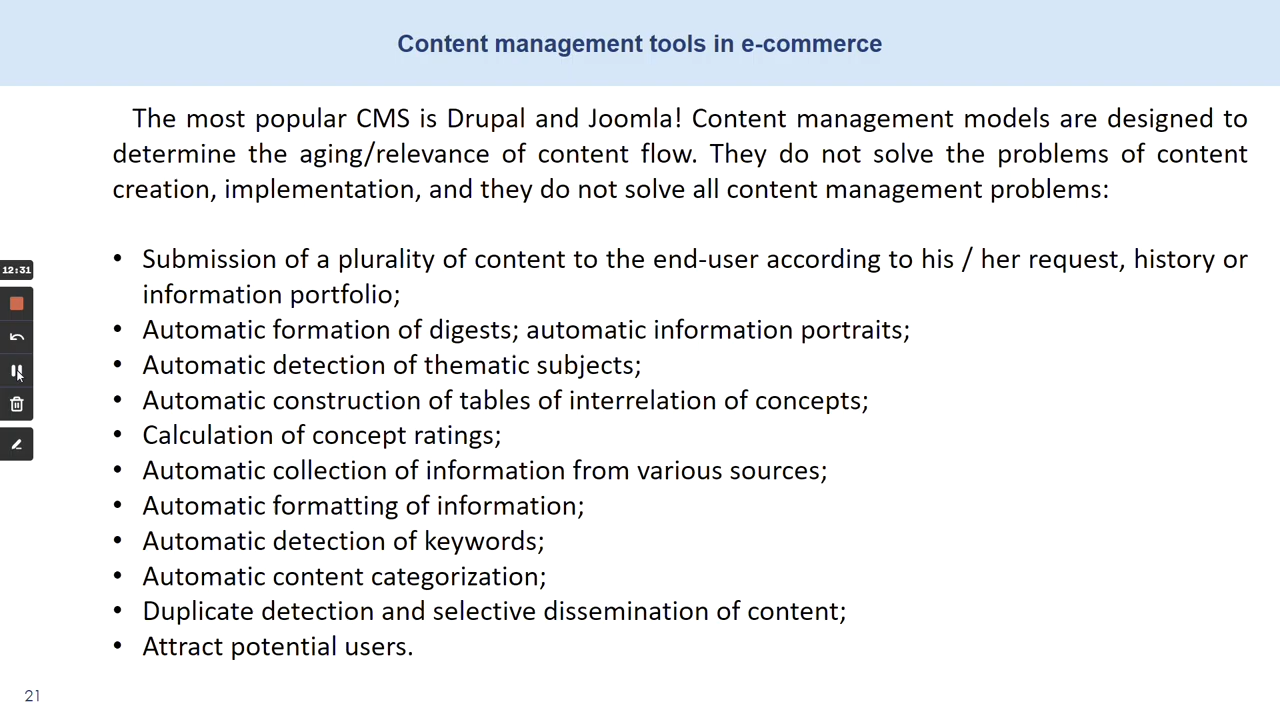 Content management tools in e-commerce
The most popular CMS is Drupal and Joomla! Content management models are designed to
determine the aging/relevance of content flow. They do not solve the problems of content
creation, implementation, and they do not solve all content management problems:
• Submission of a plurality of content to the end-user according to his / her request, history or
information portfolio;
• Automatic formation of digests; automatic information portraits;
• Automatic detection of thematic subjects;
• Automatic construction of tables of interrelation of concepts;
• Calculation of concept ratings;
• Automatic collection of information from various sources;
• Automatic formatting of information;
• Automatic detection of keywords;
• Automatic content categorization;
• Duplicate detection and selective dissemination of content;
• Attract potential users.
12:31
21